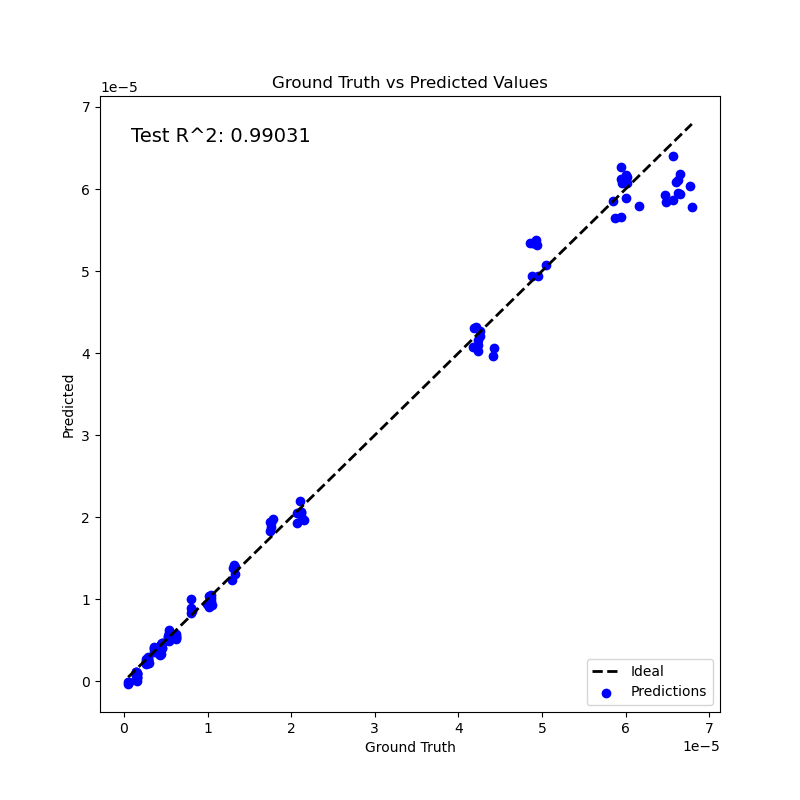 Ground Truth vs Predicted Values
1e−5
Test R^2: 0.99031
7
6
5
4
3
2
1
0
Predicted
Ideal
Predictions
0 1 2 3 4 5 6 7
1e−5
Ground Truth